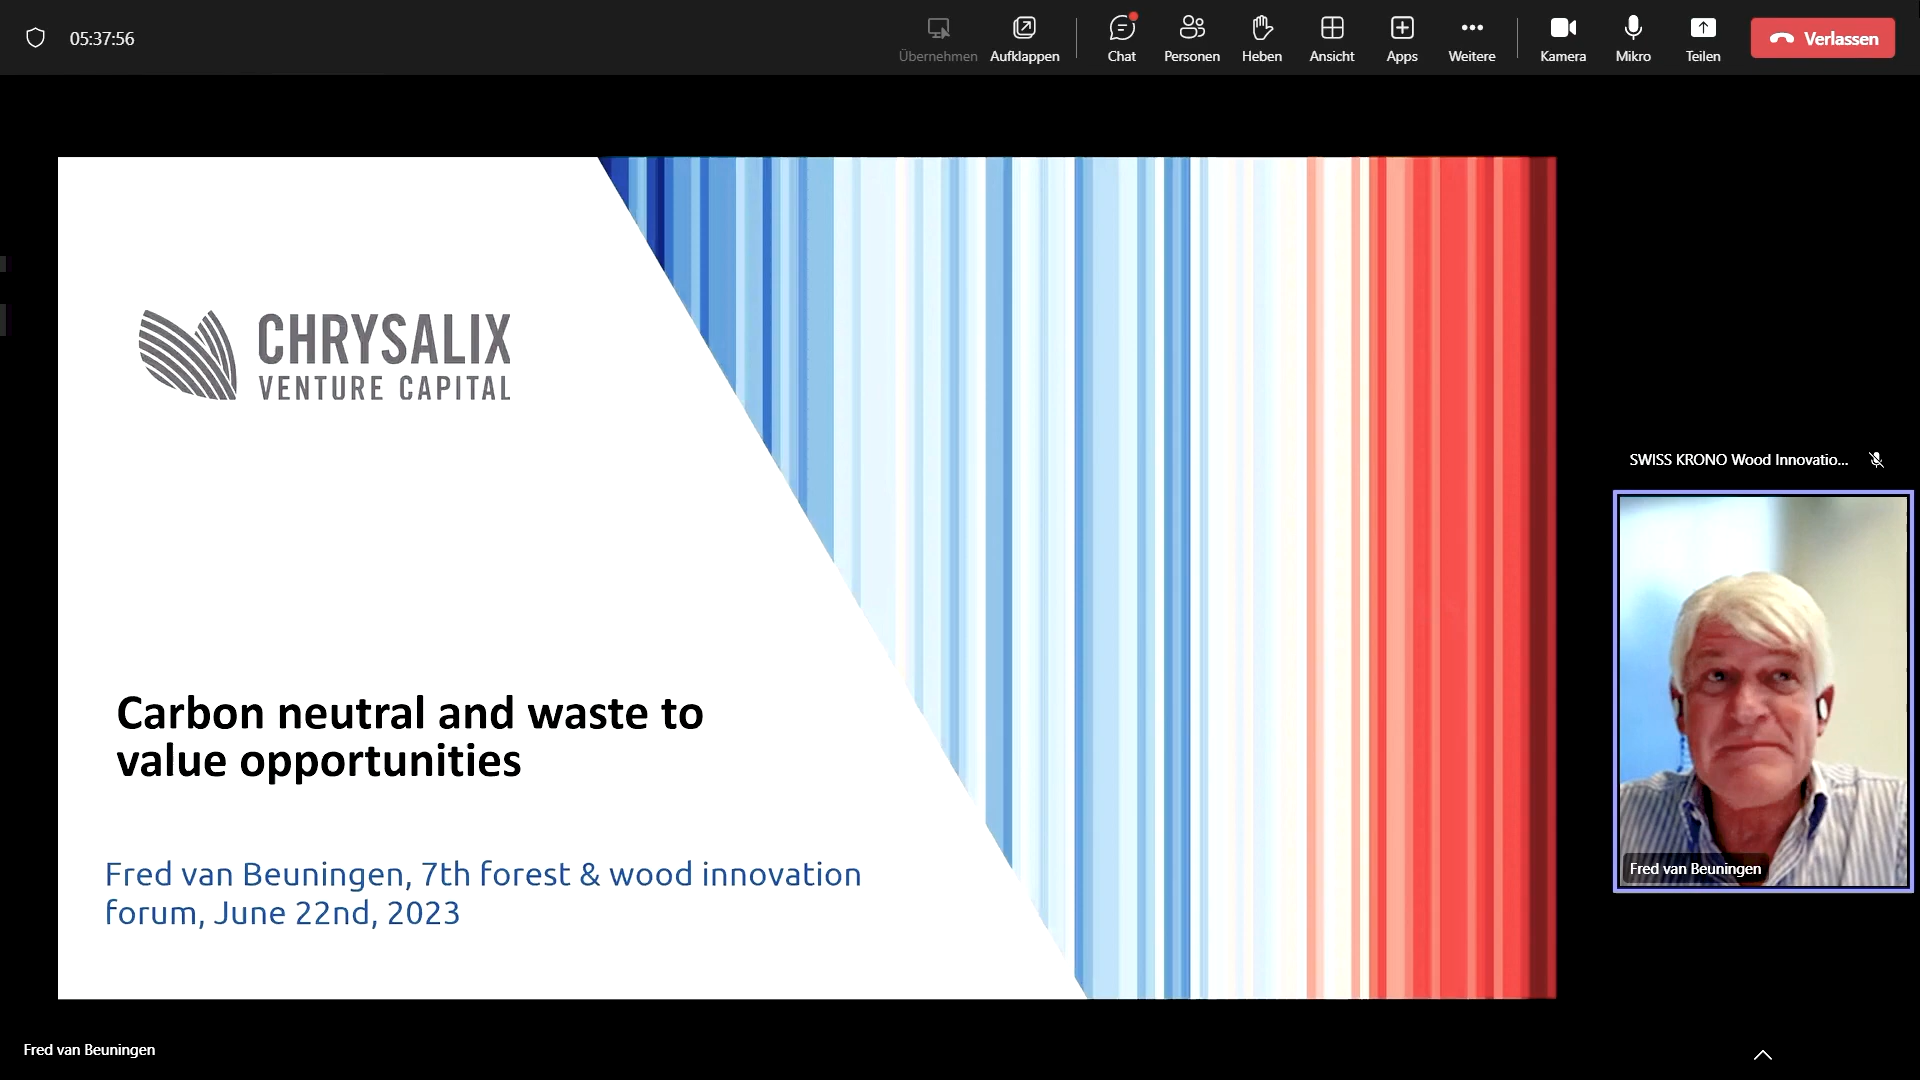 05:37:56
Übernehmen
Aufklappen
Chat
Personen
Heben
Ansicht
Apps
Weitere
Kamera
Mikro
Teilen
Verlassen
CHRYSALIX
VENTURE CAPITAL
Carbon neutral and waste to
value opportunities
Fred van Beuningen, 7th forest & wood innovation
forum, June 22nd, 2023
SWISS KRONO Wood Innovatio...
Fred van Beuningen
Fred van Beuningen